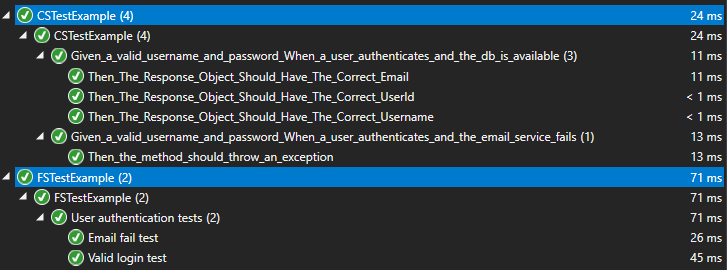 CSTestExample (4) 24 ms
CSTestExample (4) 24 ms
Given_a_valid_username_and_password_When_a_user_authenticates_and_the_db_is_available (3) 11 ms
Then_The_Response_Object_Should_Have_The_Correct_Email 11 ms
Then_The_Response_Object_Should_Have_The_Correct_UserId < 1 ms
Then_The_Response_Object_Should_Have_The_Correct_Username < 1 ms
Given_a_valid_username_and_password_When_a_user_authenticates_and_the_email_service_fails (1) 13 ms
Then_the_method_should_throw_an_exception 13 ms
FSTestExample (2) 71 ms
FSTestExample (2) 71 ms
User authentication tests (2) 71 ms
Email fail test 26 ms
Valid login test 45 ms